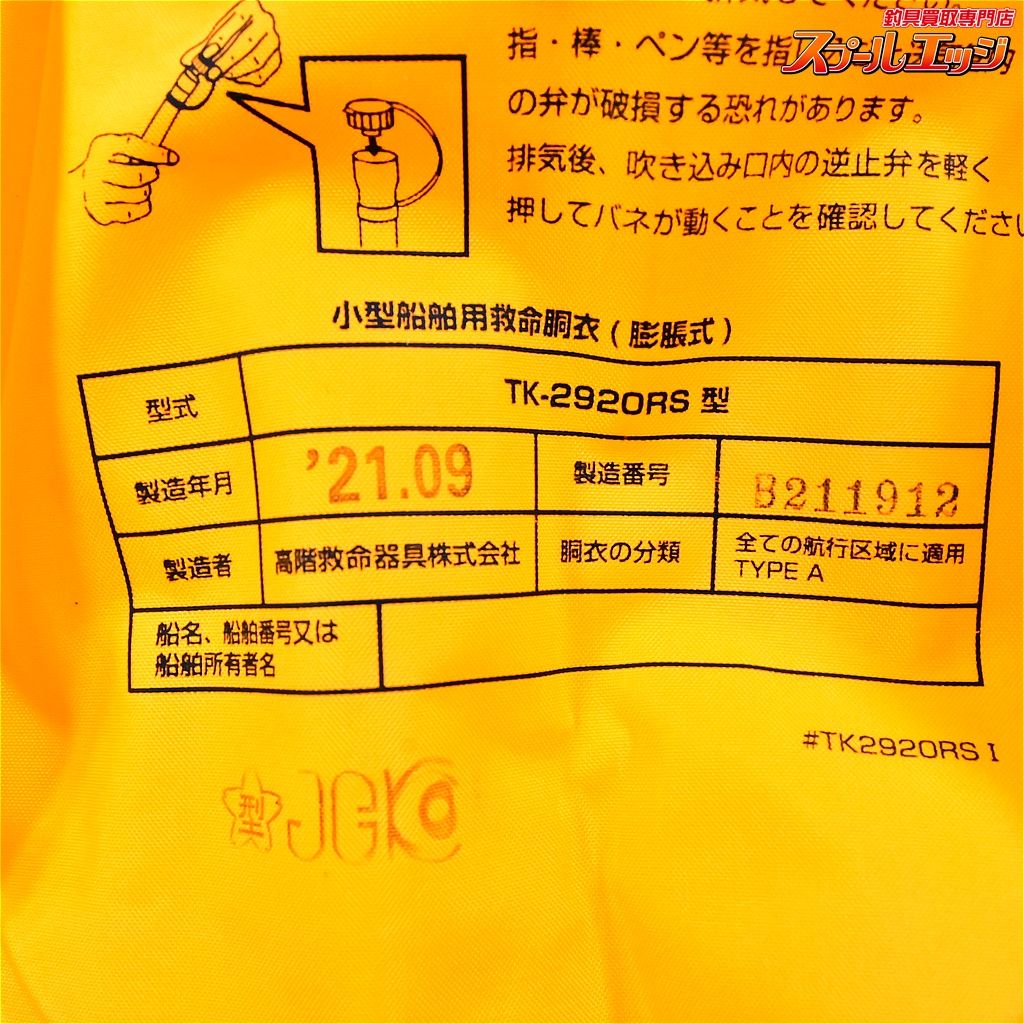 釣具買取専門店
スプールエッジ
指・棒・ペン等を指
の弁が破損する恐れがあります。
排気後、吹き込み口内の逆止弁を軽く
押してバネが動くことを確認してくださ
小型船舶用救命胴衣(膨脹式)
型式 TK-2920RS 型
製造年月 '21.09 製造番号 B211912
製造者 高階救命器具株式会社 胴衣の分類 全ての航行区域に適用
TYPE A
船名、船舶番号又は
船舶所有者名
#TK2920RS I
型 JCI